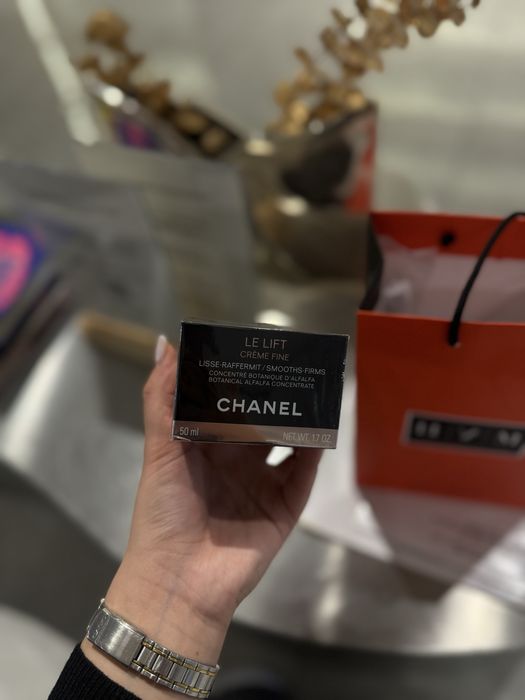 LE LIFT
CRÈME FINE
LISSE-RAFFERMIT / SMOOTHS-FIRMS
CONCENTRÉ BOTANIQUE D'ALFALFA
BOTANICAL ALFALFA CONCENTRATE
CHANEL
50 ml NET WT. 1.7 OZ.